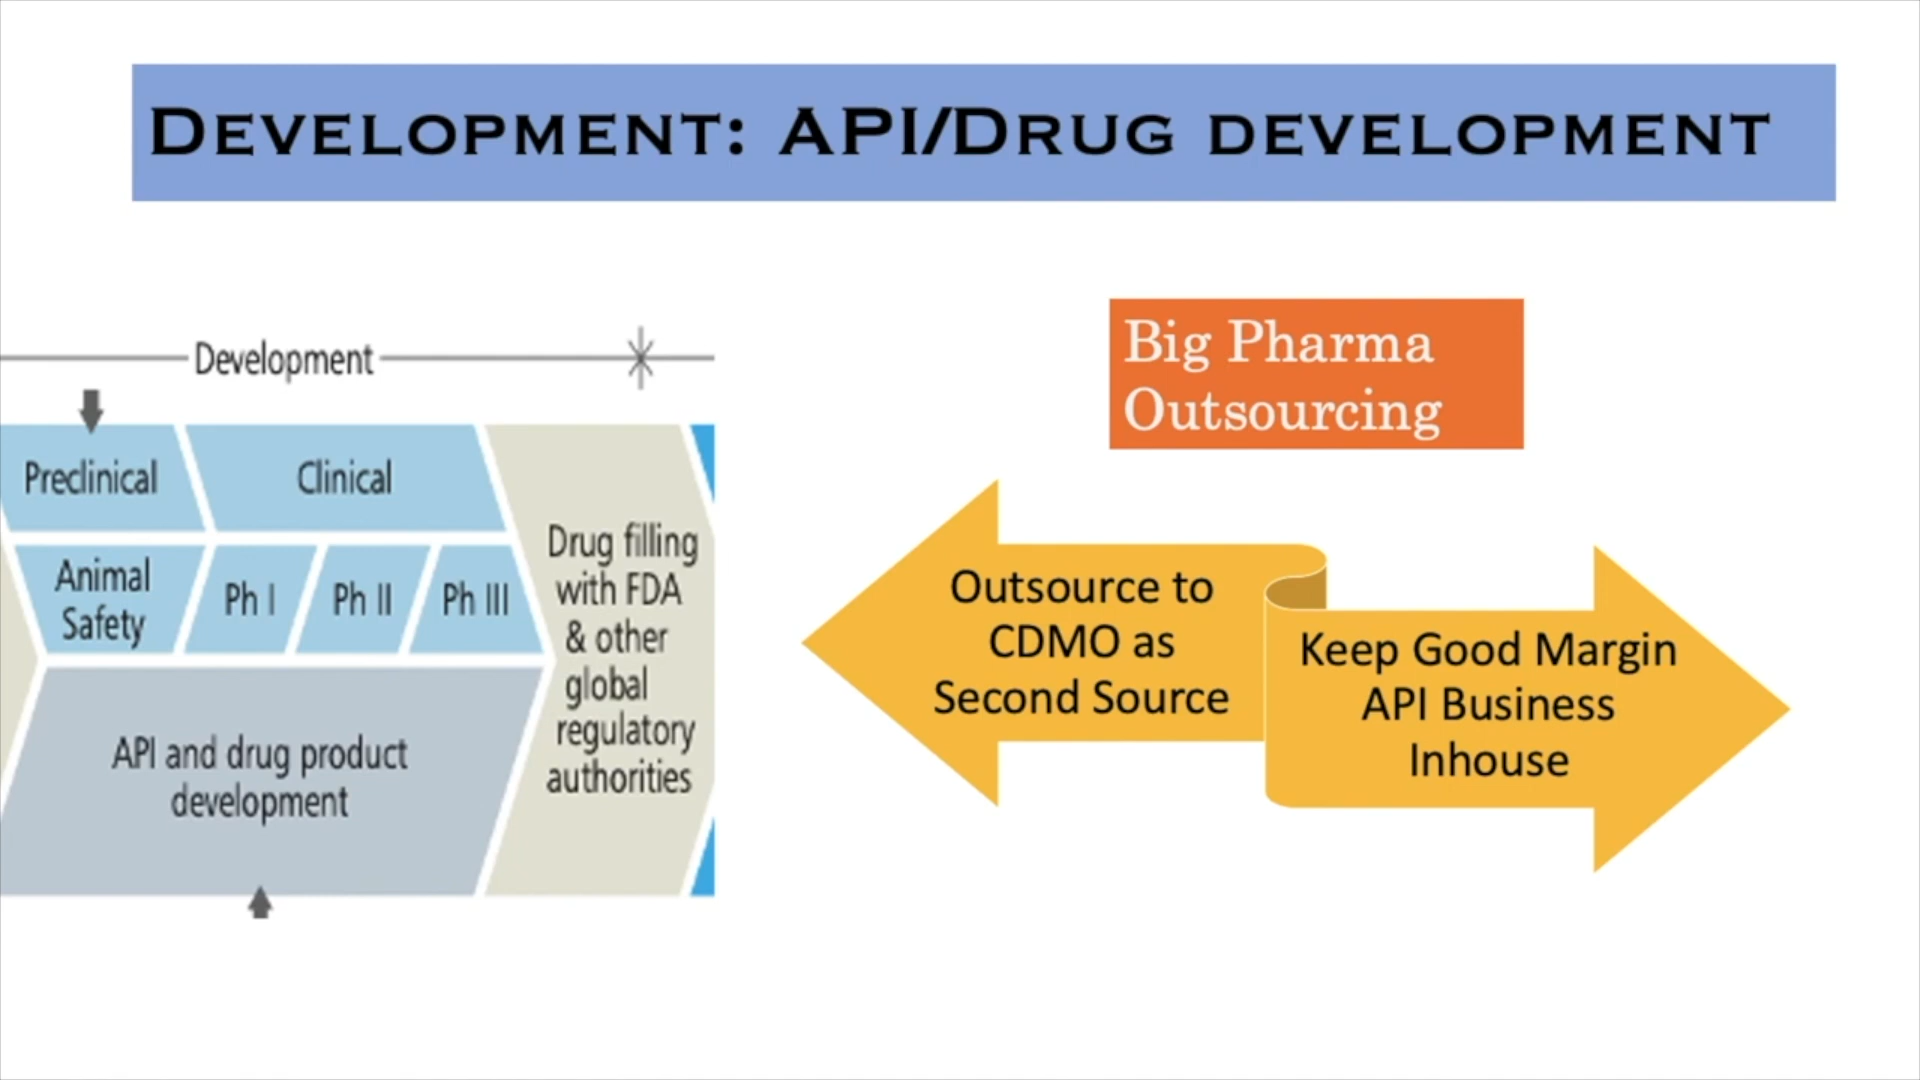 DEVELOPMENT: API/DRUG DEVELOPMENT
Development
Preclinical
Clinical
Animal
Safety
Ph I
Ph II
Ph III
API and drug product
development
Drug filling
with FDA
& other
global
regulatory
authorities
Big Pharma
Outsourcing
Outsource to
CDMO as
Second Source
Keep Good Margin
API Business
Inhouse